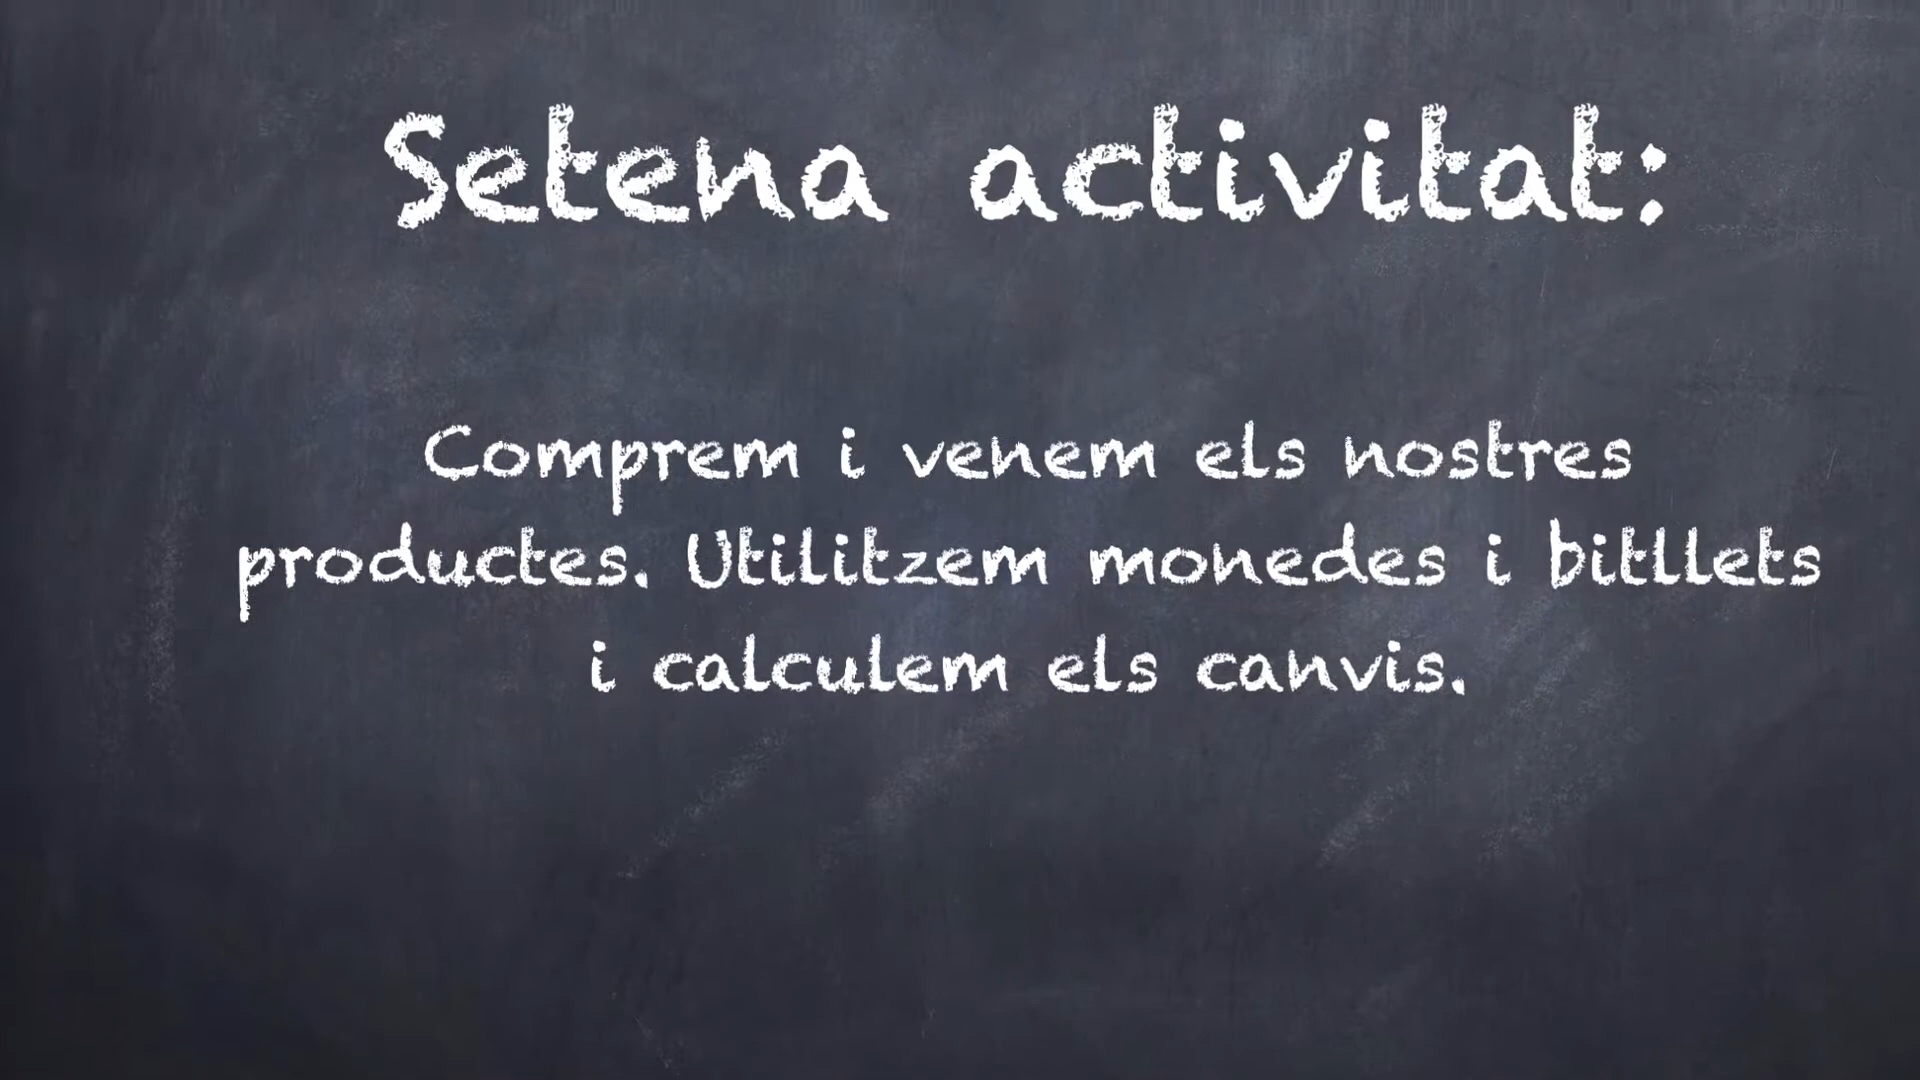 Setena activitat:
Comprem i venem els nostres
productes. Utilitzem monedes i bitllets
i calculem els canvis.